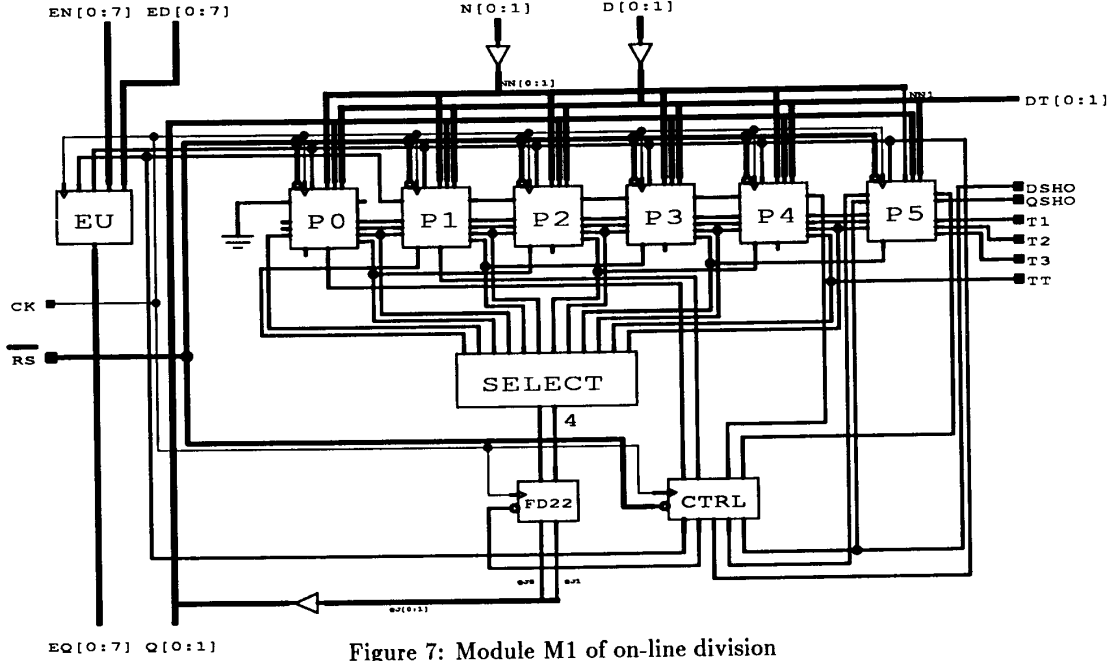 EN[0:7] ED[0:7] N[0:1] D[0:1]
NN[0:1]
NN1
DT[0:1]
EU P0 P1 P2 P3 P4 P5
DSHO
QSHO
T1
T2
T3
TT
CK
RS
SELECT
4
FD22
CTRL
QJ0 QJ1
QJ[0:1]
EQ[0:7] Q[0:1]
Figure 7: Module M1 of on-line division